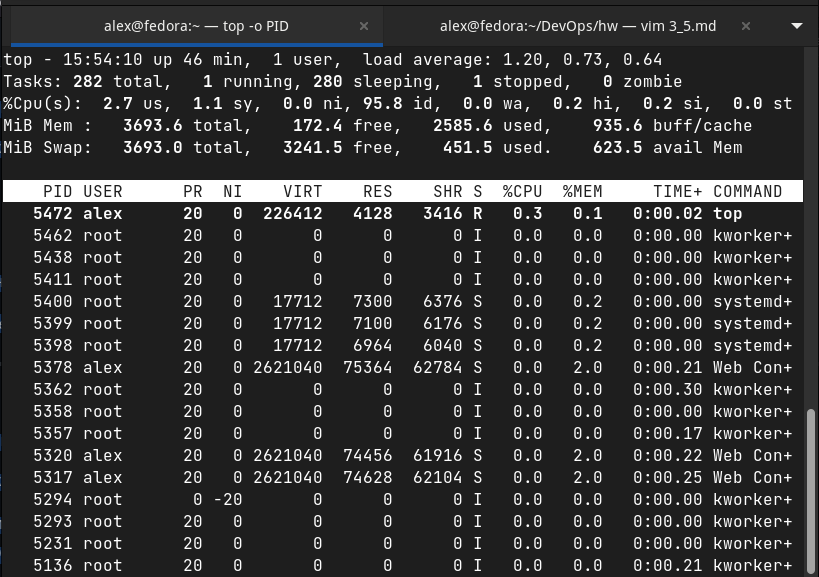 alex@fedora:~ — top -o PID
alex@fedora:~/DevOps/hw — vim 3_5.md
top - 15:54:10 up 46 min,  1 user,  load average: 1.20, 0.73, 0.64
Tasks: 282 total,   1 running, 280 sleeping,   1 stopped,   0 zombie
%Cpu(s):  2.7 us,  1.1 sy,  0.0 ni, 95.8 id,  0.0 wa,  0.2 hi,  0.2 si,  0.0 st
MiB Mem :   3693.6 total,    172.4 free,   2585.6 used,    935.6 buff/cache
MiB Swap:   3693.0 total,   3241.5 free,    451.5 used.    623.5 avail Mem
    PID USER      PR  NI    VIRT    RES    SHR S  %CPU  %MEM     TIME+ COMMAND
   5472 alex      20   0  226412   4128   3416 R   0.3   0.1   0:00.02 top
   5462 root      20   0       0      0      0 I   0.0   0.0   0:00.00 kworker+
   5438 root      20   0       0      0      0 I   0.0   0.0   0:00.00 kworker+
   5411 root      20   0       0      0      0 I   0.0   0.0   0:00.00 kworker+
   5400 root      20   0   17712   7300   6376 S   0.0   0.2   0:00.00 systemd+
   5399 root      20   0   17712   7100   6176 S   0.0   0.2   0:00.00 systemd+
   5398 root      20   0   17712   6964   6040 S   0.0   0.2   0:00.00 systemd+
   5378 alex      20   0 2621040  75364  62784 S   0.0   2.0   0:00.21 Web Con+
   5362 root      20   0       0      0      0 I   0.0   0.0   0:00.30 kworker+
   5358 root      20   0       0      0      0 I   0.0   0.0   0:00.00 kworker+
   5357 root      20   0       0      0      0 I   0.0   0.0   0:00.17 kworker+
   5320 alex      20   0 2621040  74456  61916 S   0.0   2.0   0:00.22 Web Con+
   5317 alex      20   0 2621040  74628  62104 S   0.0   2.0   0:00.25 Web Con+
   5294 root       0 -20       0      0      0 I   0.0   0.0   0:00.00 kworker+
   5293 root      20   0       0      0      0 I   0.0   0.0   0:00.00 kworker+
   5231 root      20   0       0      0      0 I   0.0   0.0   0:00.00 kworker+
   5136 root      20   0       0      0      0 I   0.0   0.0   0:00.21 kworker+